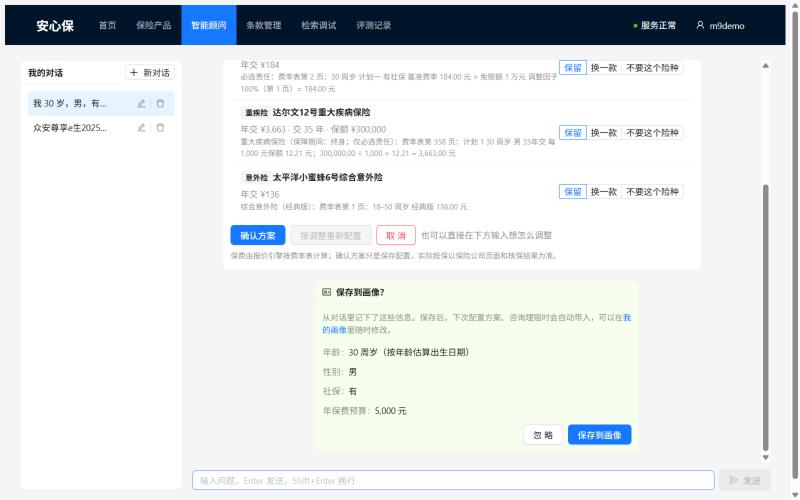 安心保 首页 保险产品 智能顾问 条款管理 检索调试 评测记录 服务正常 m9demo
我的对话 + 新对话
我 30 岁，男，有...
众安尊享e生2025...
年交 ¥184
必选责任：费率表第 2 页：30 周岁 计划一 有社保 基准费率 184.00 元 × 免赔额 1 万元 调整因子
100%（第 1 页）= 184.00 元
保留 换一款 不要这个险种
重疾险 达尔文12号重大疾病保险
年交 ¥3,663 · 交 35 年 · 保额 ¥300,000
重大疾病保险（保障期间：终身；仅必选责任）：费率表第 358 页：计划 1 30 周岁 男 35年交 每
1,000 元保额 12.21 元；300,000.00 ÷ 1,000 × 12.21 = 3,663.00 元
保留 换一款 不要这个险种
意外险 太平洋小蜜蜂6号综合意外险
年交 ¥136
综合意外险（经典版）：费率表第 1 页：18–50 周岁 经典版 136.00 元
保留 换一款 不要这个险种
确认方案 按调整重新配置 取 消 也可以直接在下方输入想怎么调整
保费由报价引擎按费率表计算；确认方案只是保存配置，实际投保以保险公司页面和核保结果为准。
保存到画像？
从对话里记下了这些信息。保存后，下次配置方案、咨询理赔时会自动带入，可以在我
的画像里随时修改。
年龄：30 周岁（按年龄估算出生日期）
性别：男
社保：有
年保费预算：5,000 元
忽 略 保存到画像
输入问题，Enter 发送，Shift+Enter 换行
发送